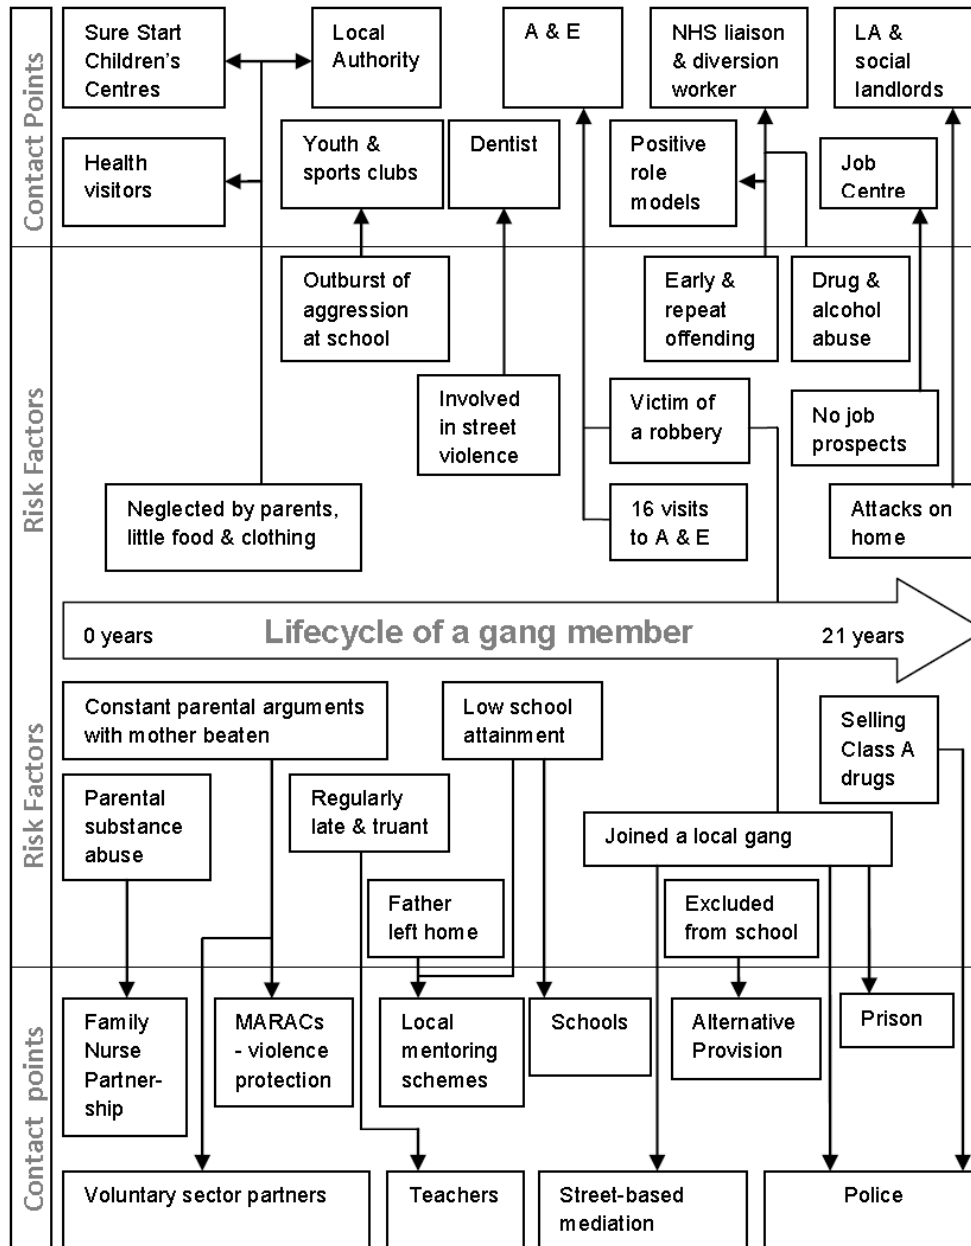 Contact Points
Sure Start
Children's
Centres
Local
Authority
A & E
NHS liaison
& diversion
worker
LA &
social
landlords
Health
visitors
Youth &
sports clubs
Dentist
Positive
role
models
Job
Centre
Risk Factors
Outburst of
aggression
at school
Early &
repeat
offending
Drug &
alcohol
abuse
Involved
in street
violence
Victim of
a robbery
No job
prospects
Neglected by parents,
little food & clothing
16 visits
to A & E
Attacks on
home
0 years
Lifecycle of a gang member
21 years
Risk Factors
Constant parental arguments
with mother beaten
Low school
attainment
Selling
Class A
drugs
Parental
substance
abuse
Regularly
late & truant
Joined a local gang
Father
left home
Excluded
from school
Contact points
Family
Nurse
Partner-
ship
MARACs
- violence
protection
Local
mentoring
schemes
Schools
Alternative
Provision
Prison
Voluntary sector partners
Teachers
Street-based
mediation
Police